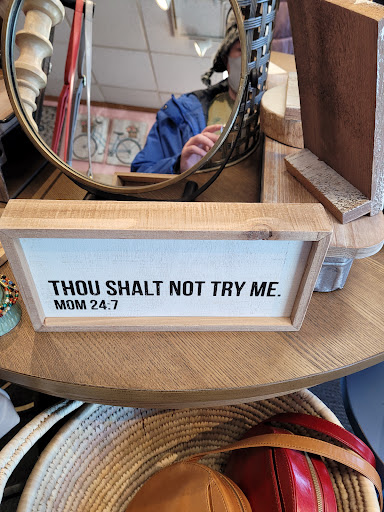 THOU SHALT NOT TRY ME.
MOM 24:7